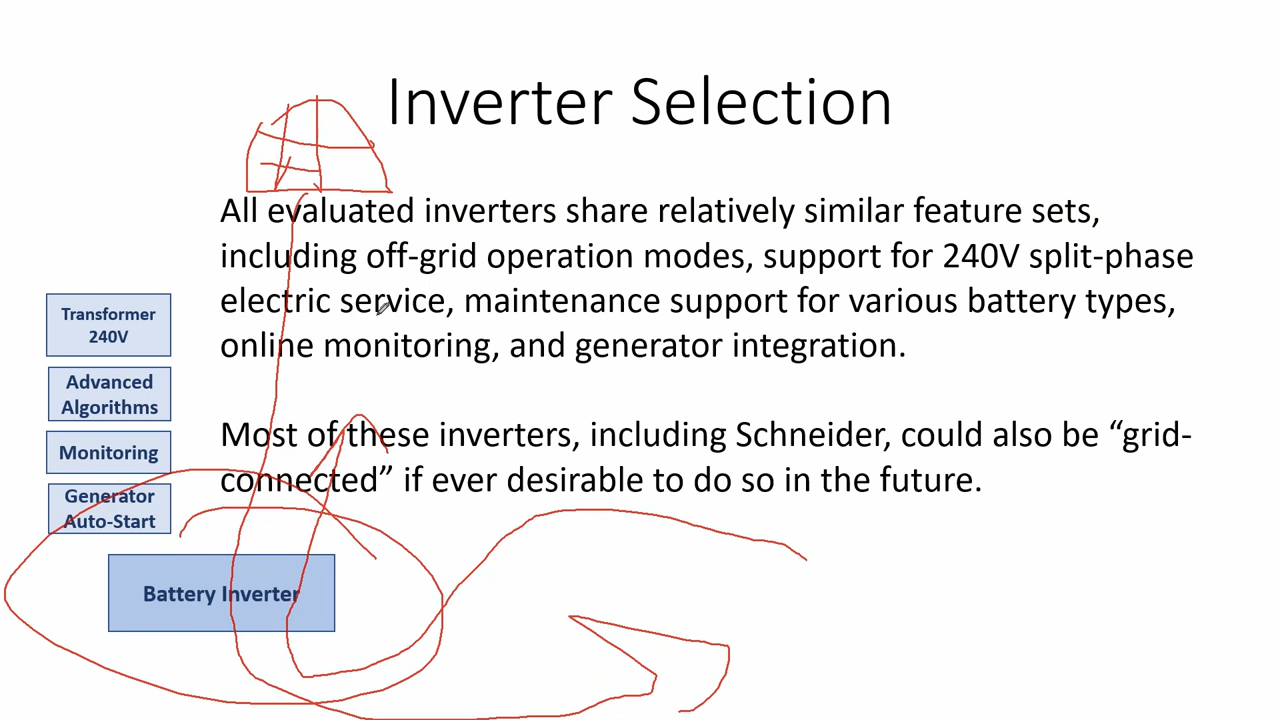 Inverter Selection
All evaluated inverters share relatively similar feature sets,
including off-grid operation modes, support for 240V split-phase
electric service, maintenance support for various battery types,
online monitoring, and generator integration.
Most of these inverters, including Schneider, could also be “grid-
connected” if ever desirable to do so in the future.
Transformer
240V
Advanced
Algorithms
Monitoring
Generator
Auto-Start
Battery Inverter